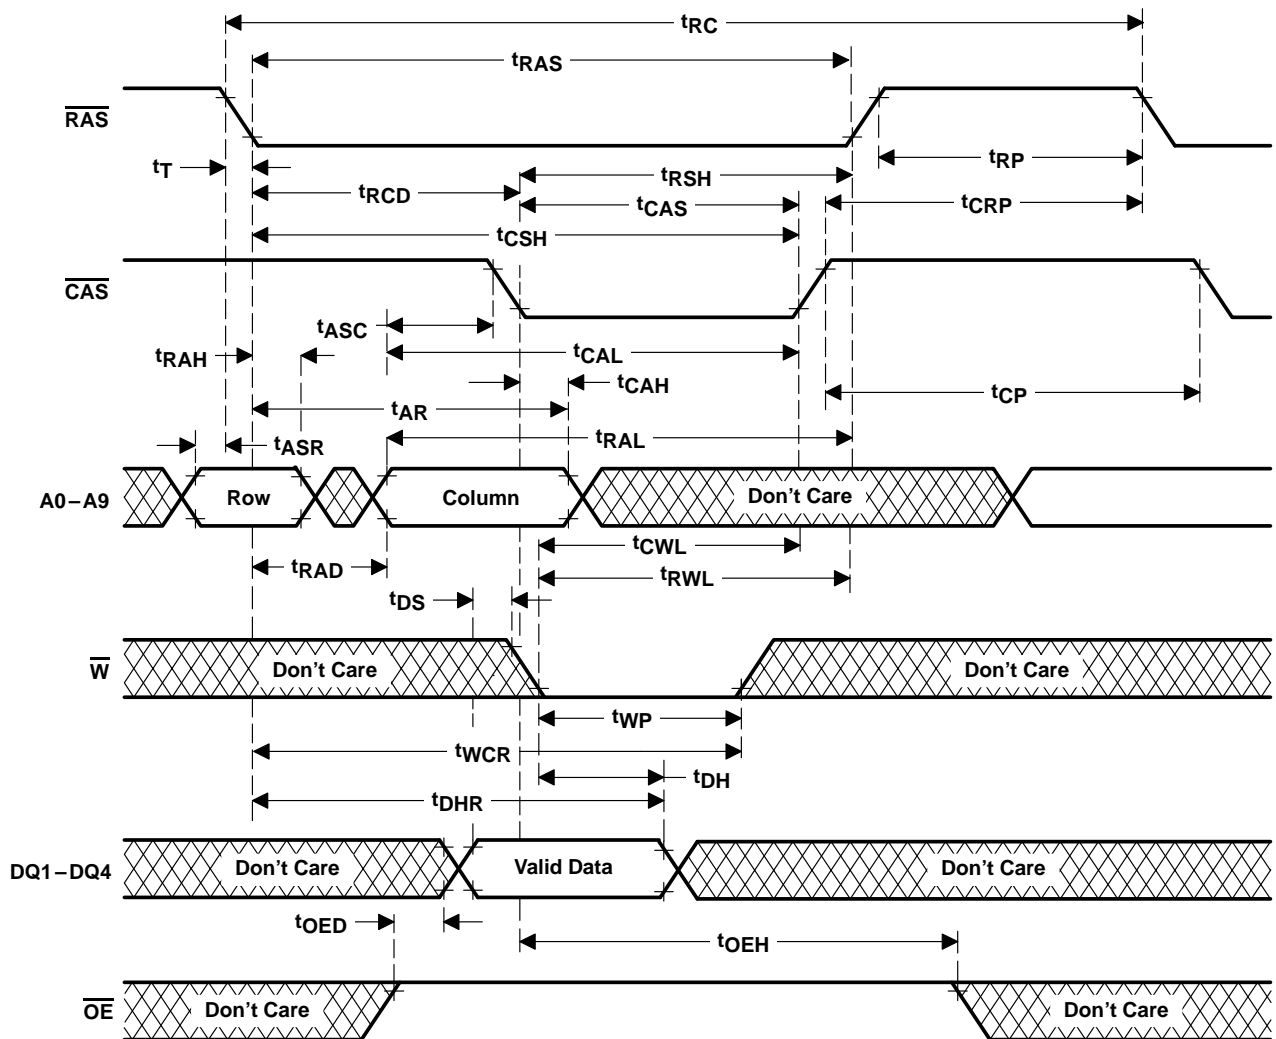 tRC
tRAS
RAS
tT
tRP
tRSH
tRCD
tCAS
tCRP
tCSH
CAS
tASC
tRAH
tCAL
tCAH
tCP
tAR
tASR
tRAL
A0–A9
Row
Column
Don't Care
tCWL
tRAD
tRWL
tDS
W
Don't Care
Don't Care
tWP
tWCR
tDH
tDHR
DQ1–DQ4
Don't Care
Valid Data
Don't Care
tOED
tOEH
OE
Don't Care
Don't Care